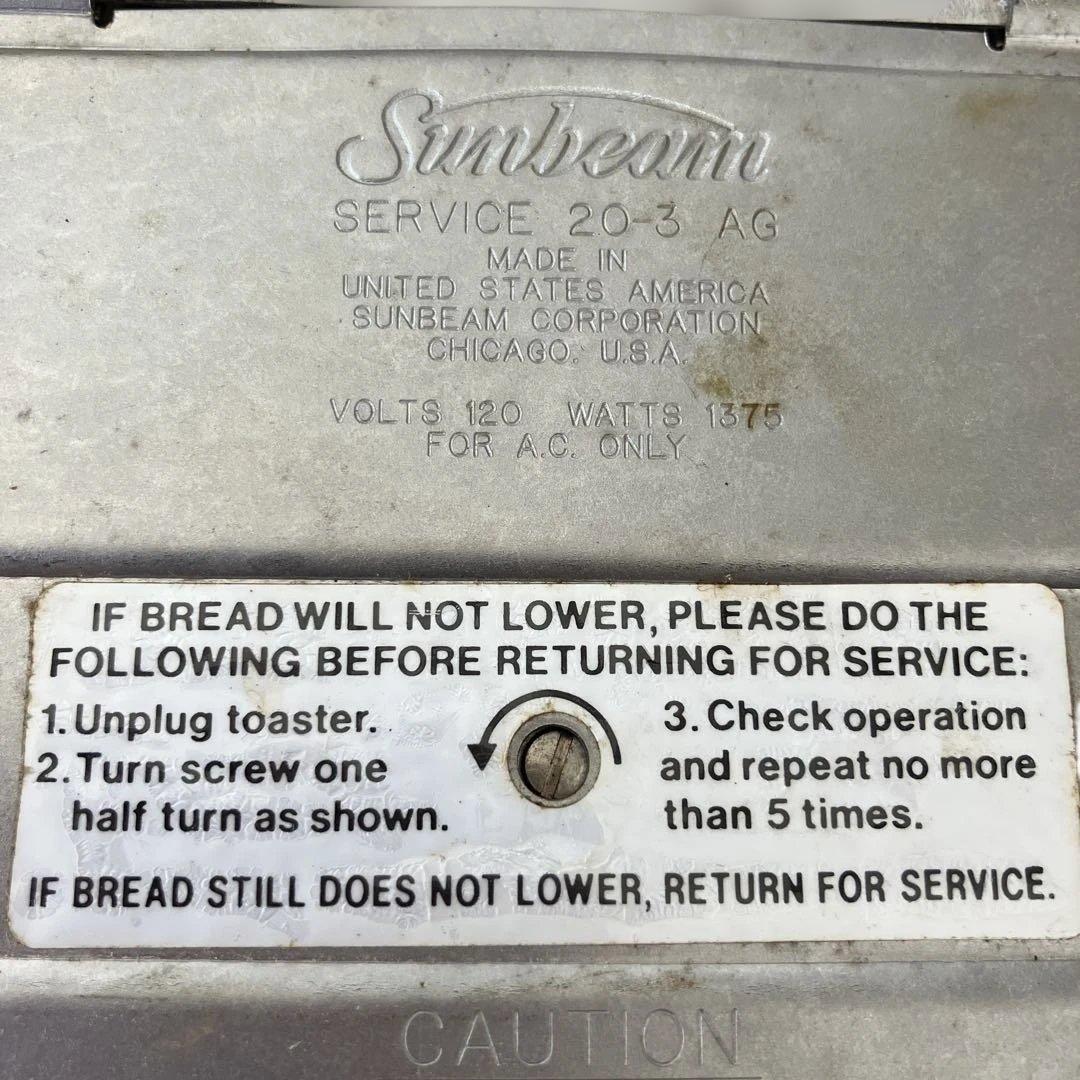 Sunbeam
SERVICE 20-3 AG
MADE IN
UNITED STATES AMERICA
SUNBEAM CORPORATION
CHICAGO. U.S.A.
VOLTS 120 WATTS 1375
FOR A.C. ONLY
IF BREAD WILL NOT LOWER, PLEASE DO THE
FOLLOWING BEFORE RETURNING FOR SERVICE:
1. Unplug toaster.
2. Turn screw one
half turn as shown.
3. Check operation
and repeat no more
than 5 times.
IF BREAD STILL DOES NOT LOWER, RETURN FOR SERVICE.
CAUTION